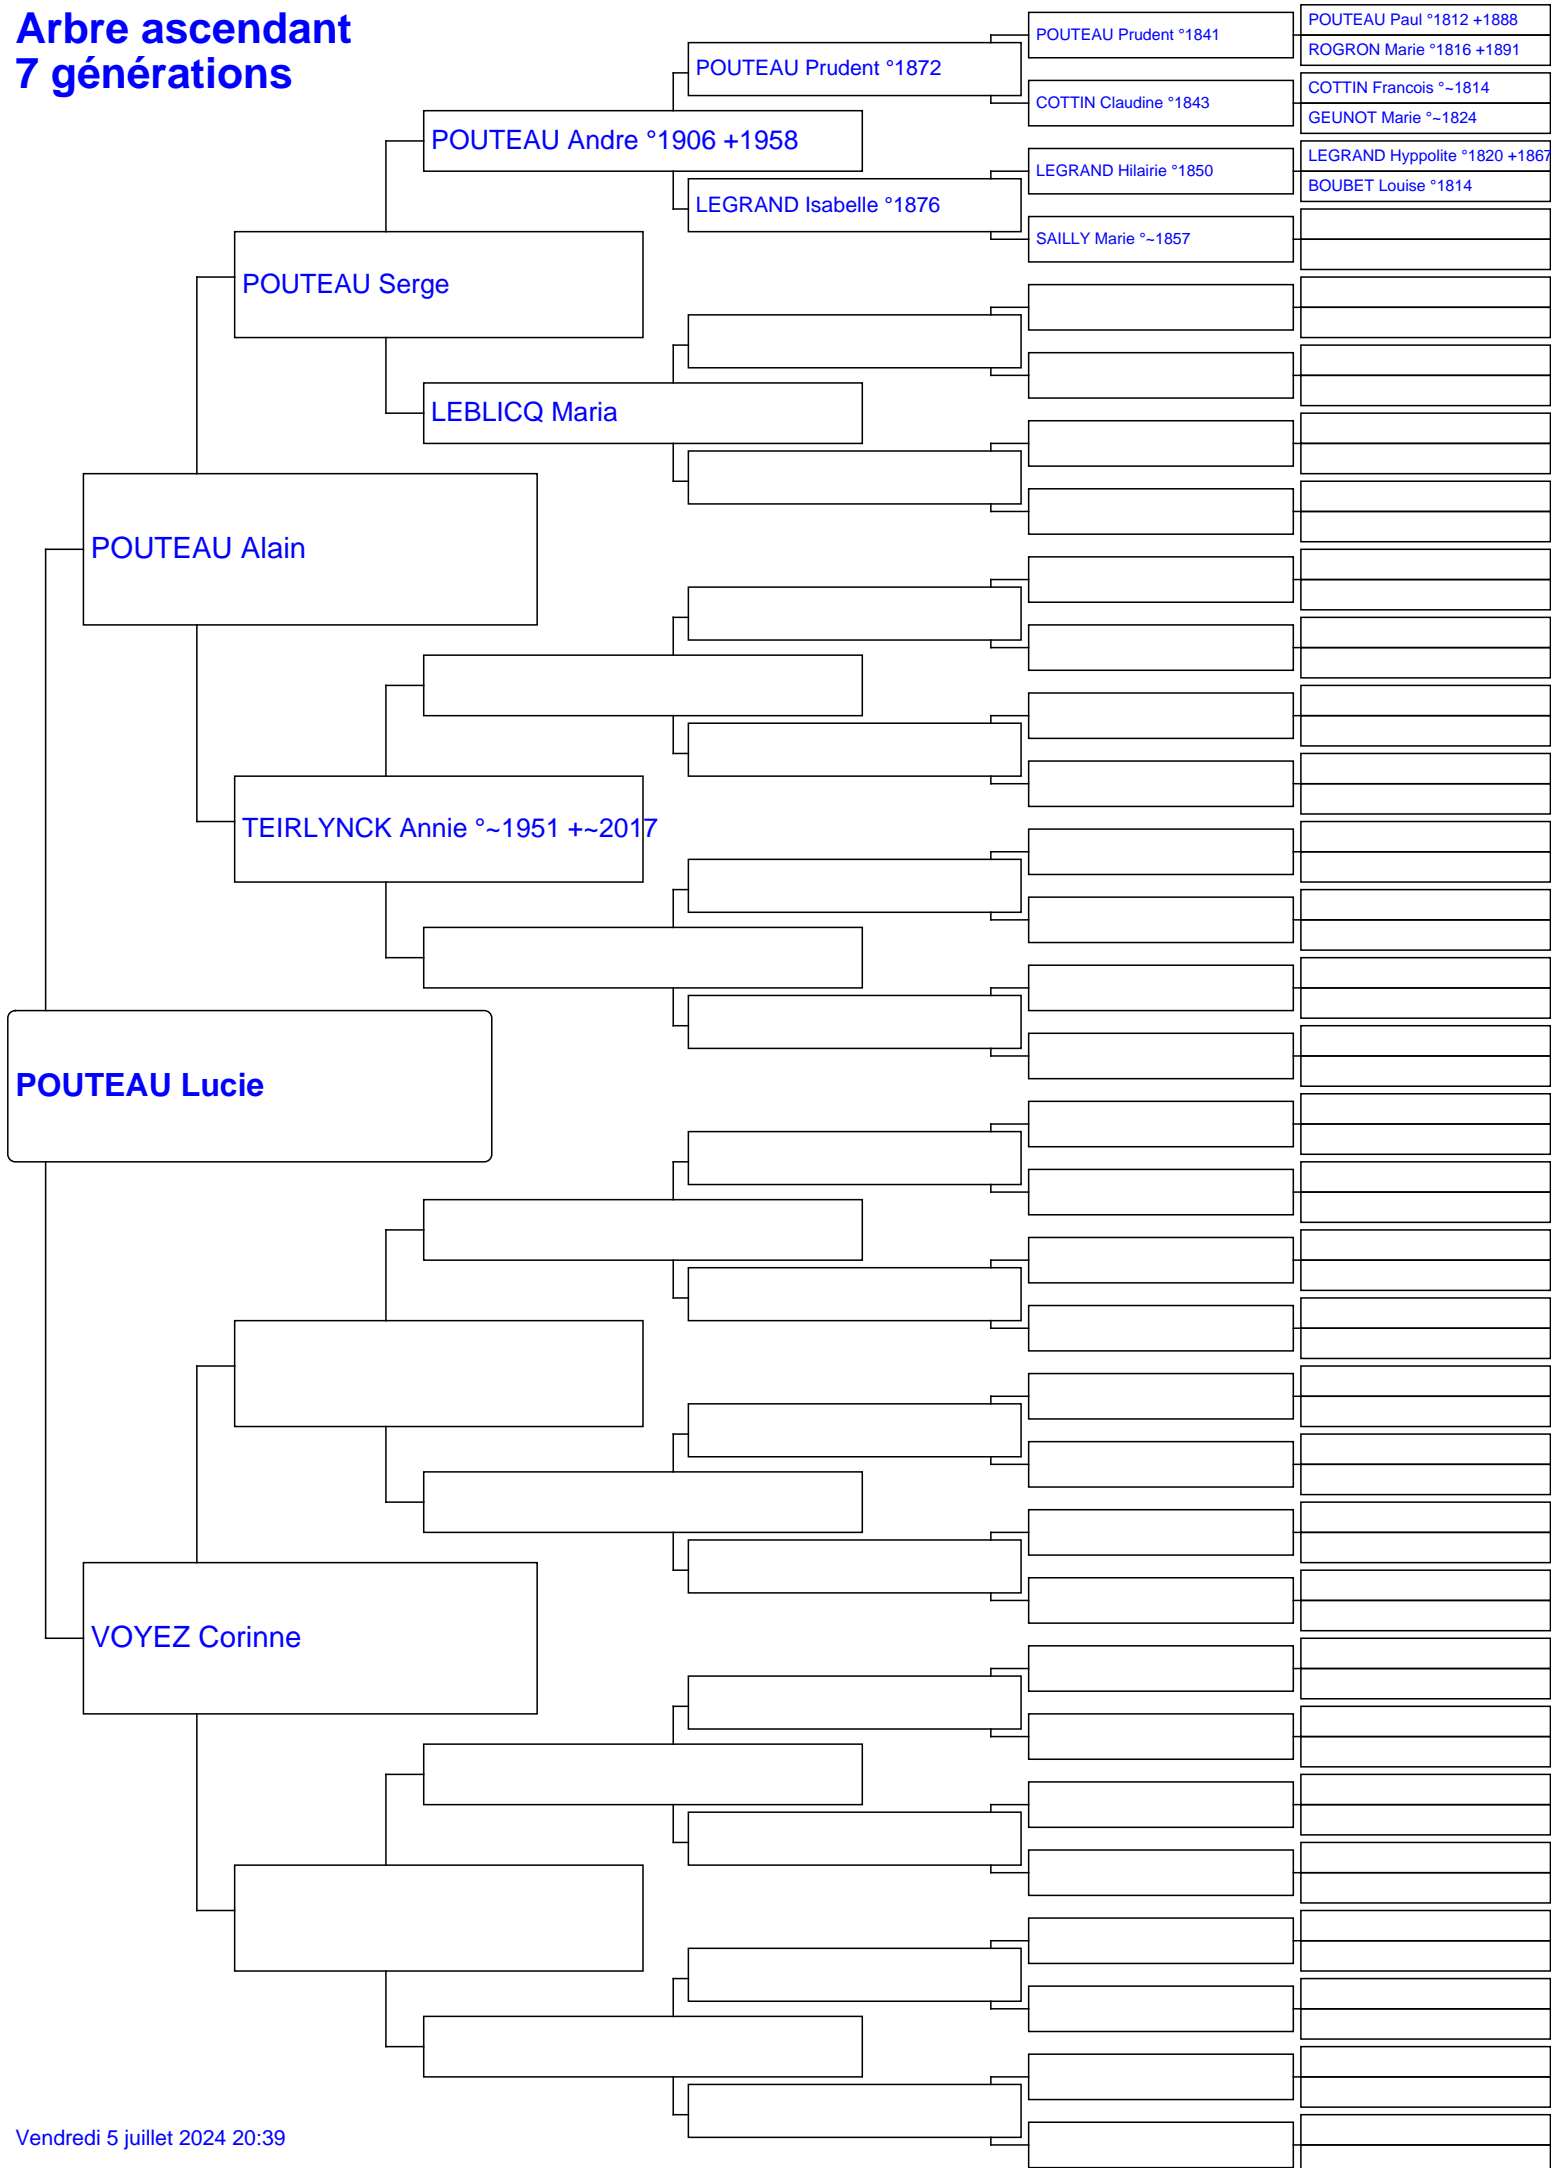 Arbre ascendant
7 générations
POUTEAU Lucie
POUTEAU Alain
VOYEZ Corinne
POUTEAU Serge
TEIRLYNCK Annie °~1951 +~2017
POUTEAU Andre °1906 +1958
LEBLICQ Maria
POUTEAU Prudent °1872
LEGRAND Isabelle °1876
POUTEAU Prudent °1841
COTTIN Claudine °1843
LEGRAND Hilairie °1850
SAILLY Marie °~1857
POUTEAU Paul °1812 +1888
ROGRON Marie °1816 +1891
COTTIN Francois °~1814
GEUNOT Marie °~1824
LEGRAND Hyppolite °1820 +1867
BOUBET Louise °1814
Vendredi 5 juillet 2024 20:39